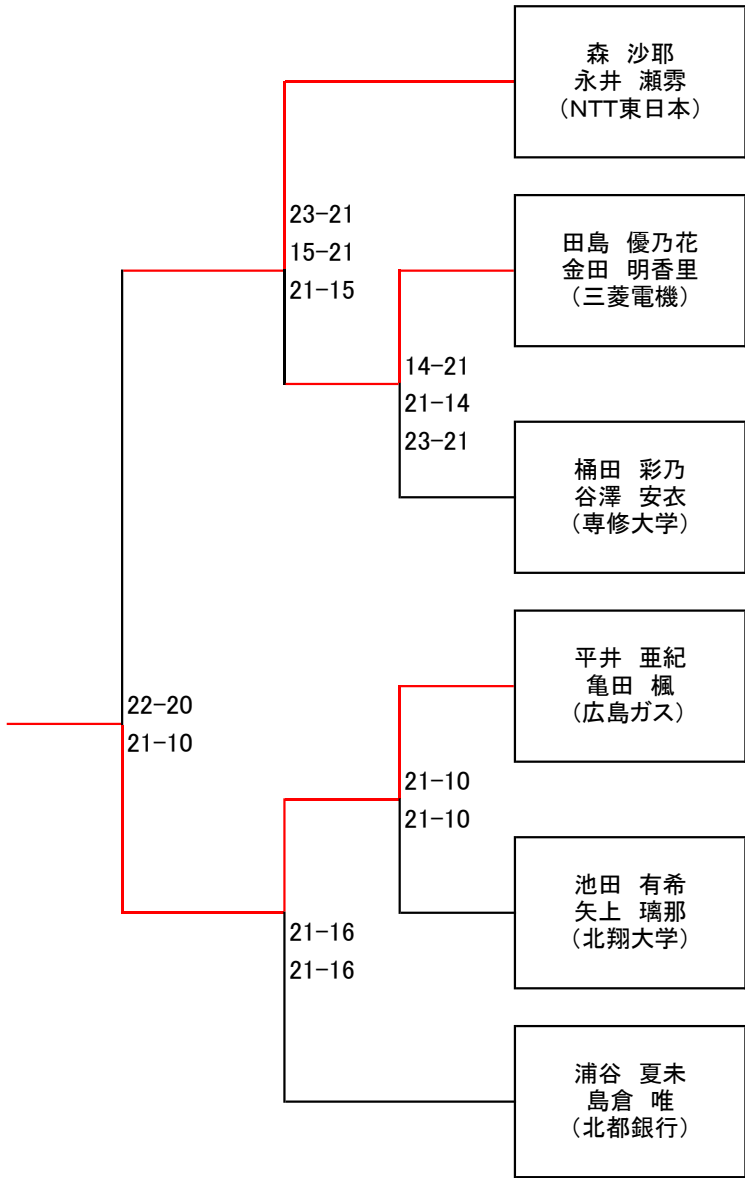 森　沙耶
永井　瀬雰
（NTT東日本）
23-21
15-21
21-15
田島　優乃花
金田　明香里
（三菱電機）
14-21
21-14
23-21
桶田　彩乃
谷澤　安衣
（専修大学）
22-20
21-10
平井　亜紀
亀田　楓
（広島ガス）
21-10
21-10
池田　有希
矢上　璃那
（北翔大学）
21-16
21-16
浦谷　夏未
島倉　唯
（北都銀行）